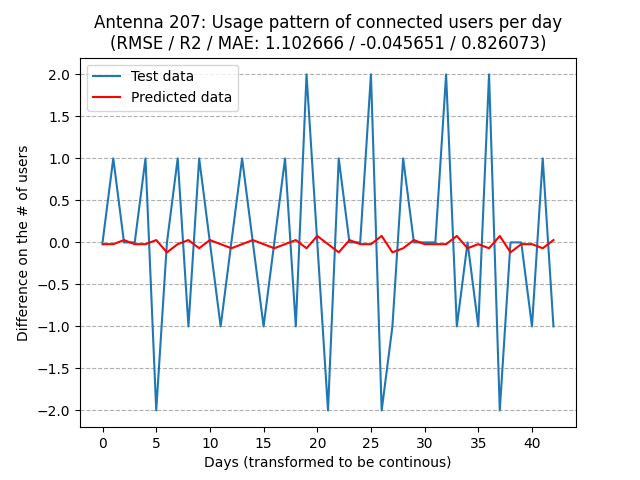 Antenna 207: Usage pattern of connected users per day
(RMSE / R2 / MAE: 1.102666 / -0.045651 / 0.826073)
Test data
Predicted data
Difference on the # of users
2.0
1.5
1.0
0.5
0.0
−0.5
−1.0
−1.5
−2.0
0 5 10 15 20 25 30 35 40
Days (transformed to be continous)